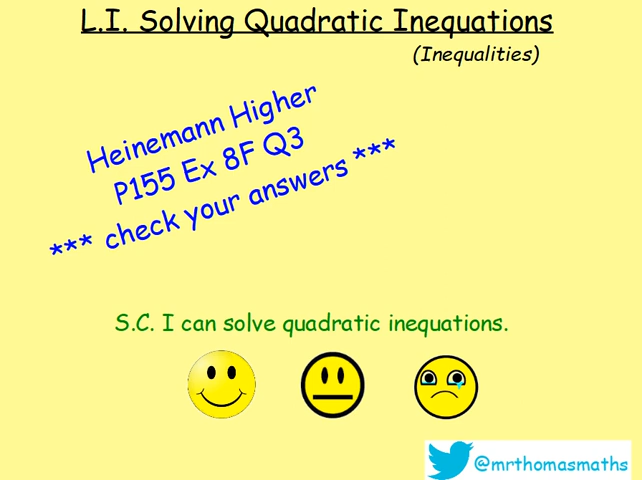 L.I. Solving Quadratic Inequations
(Inequalities)
Heinemann Higher
P155 Ex 8F Q3
*** check your answers ***
S.C. I can solve quadratic inequations.
@mrthomasmaths